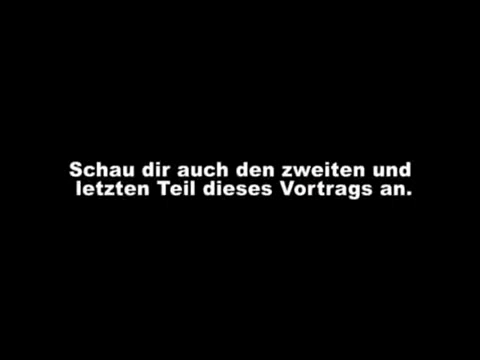 Schau dir auch den zweiten und
letzten Teil dieses Vortrags an.